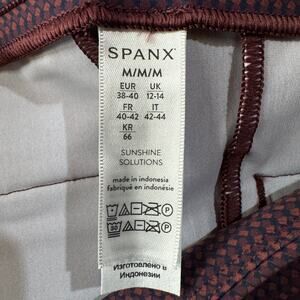 SPANX®
M/M/M
EUR UK
38-40 12-14
FR IT
40-42 42-44
KR
66
SUNSHINE
SOLUTIONS
made in indonesia
fabriqué en indonésie
Изготовлено в
Индонезии